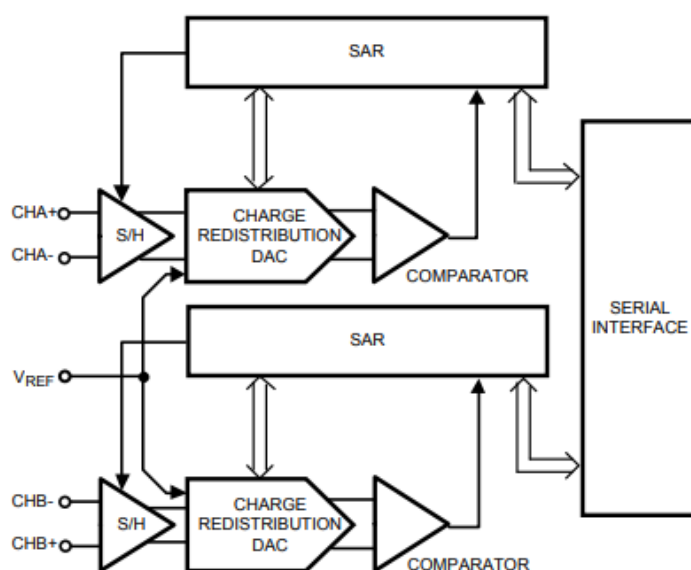 SAR
CHA+
CHA-
S/H
CHARGE
REDISTRIBUTION
DAC
COMPARATOR
SERIAL
INTERFACE
SAR
VREF
CHB-
CHB+
S/H
CHARGE
REDISTRIBUTION
DAC
COMPARATOR